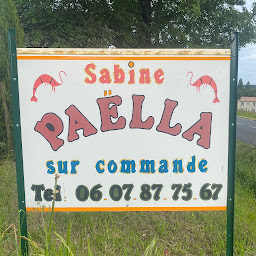 Sabine
PAËLLA
sur commande
Tel 06 07 87 75 67